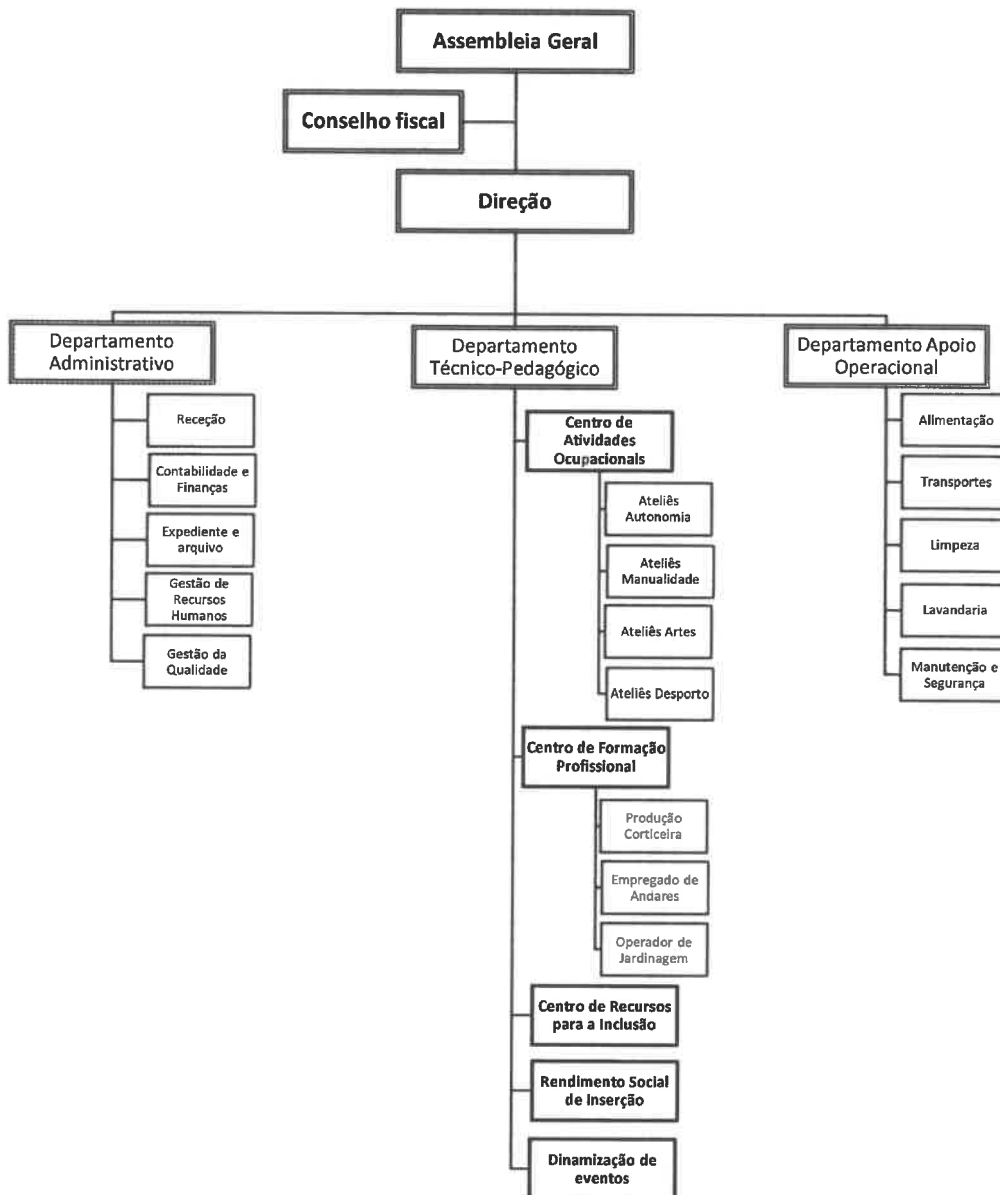 Assembleia Geral
Conselho fiscal
Direção
Departamento
Administrativo
Receção
Contabilidade e
Finanças
Expediente e
arquivo
Gestão de
Recursos
Humanos
Gestão da
Qualidade
Departamento
Técnico-Pedagógico
Centro de
Atividades
Ocupacionais
Ateliês
Autonomia
Ateliês
Manualidade
Ateliês Artes
Ateliês Desporto
Centro de Formação
Profissional
Produção
Corticeira
Empregado de
Andares
Operador de
Jardinagem
Centro de Recursos
para a Inclusão
Rendimento Social
de Inserção
Dinamização de
eventos
Departamento Apoio
Operacional
Alimentação
Transportes
Limpeza
Lavandaria
Manutenção e
Segurança